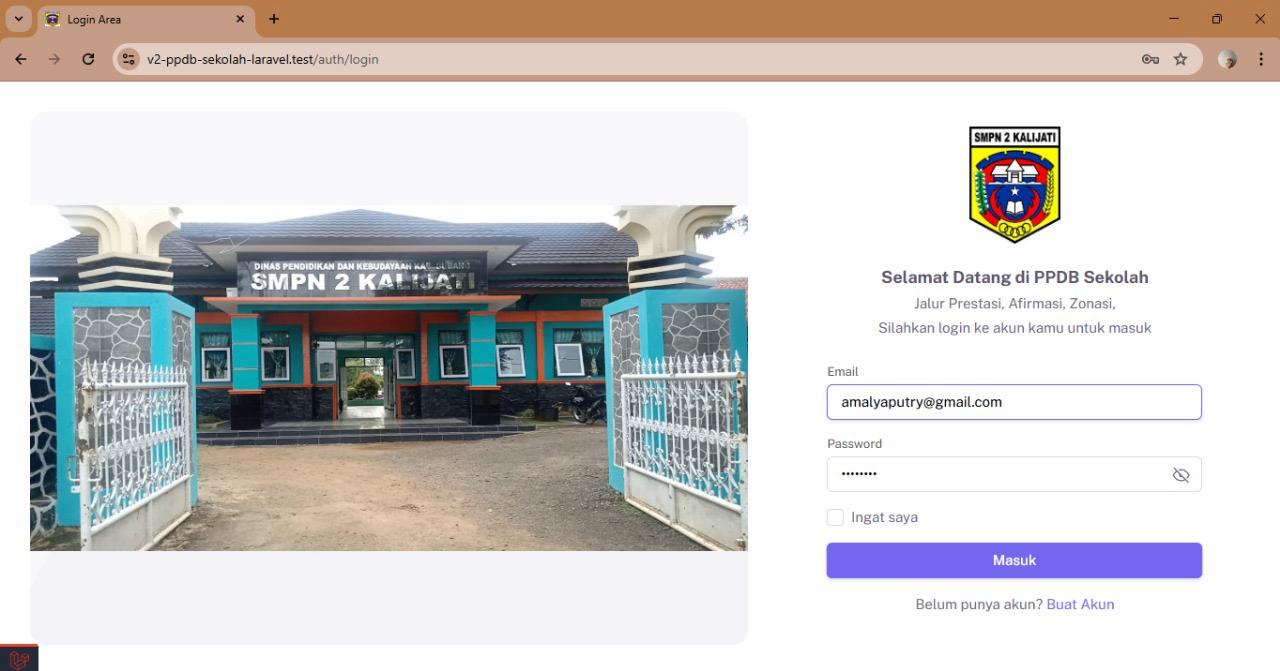 Login Area
v2-ppdb-sekolah-laravel.test/auth/login
DINAS PENDIDIKAN DAN KEBUDAYAAN KAB. SUBANG
SMPN 2 KALIJATI
SMPN 2 KALIJATI
Selamat Datang di PPDB Sekolah
Jalur Prestasi, Afirmasi, Zonasi,
Silahkan login ke akun kamu untuk masuk
Email
amalyaputry@gmail.com
Password
••••••••
Ingat saya
Masuk
Belum punya akun? Buat Akun